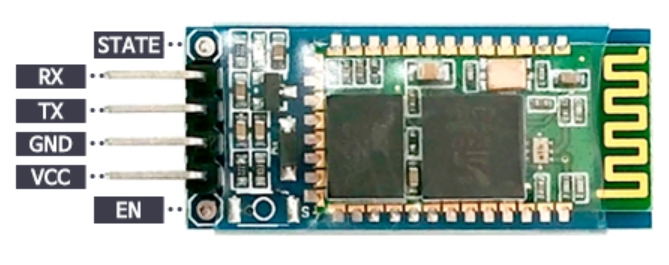 STATE
RX
TX
GND
VCC
EN
S